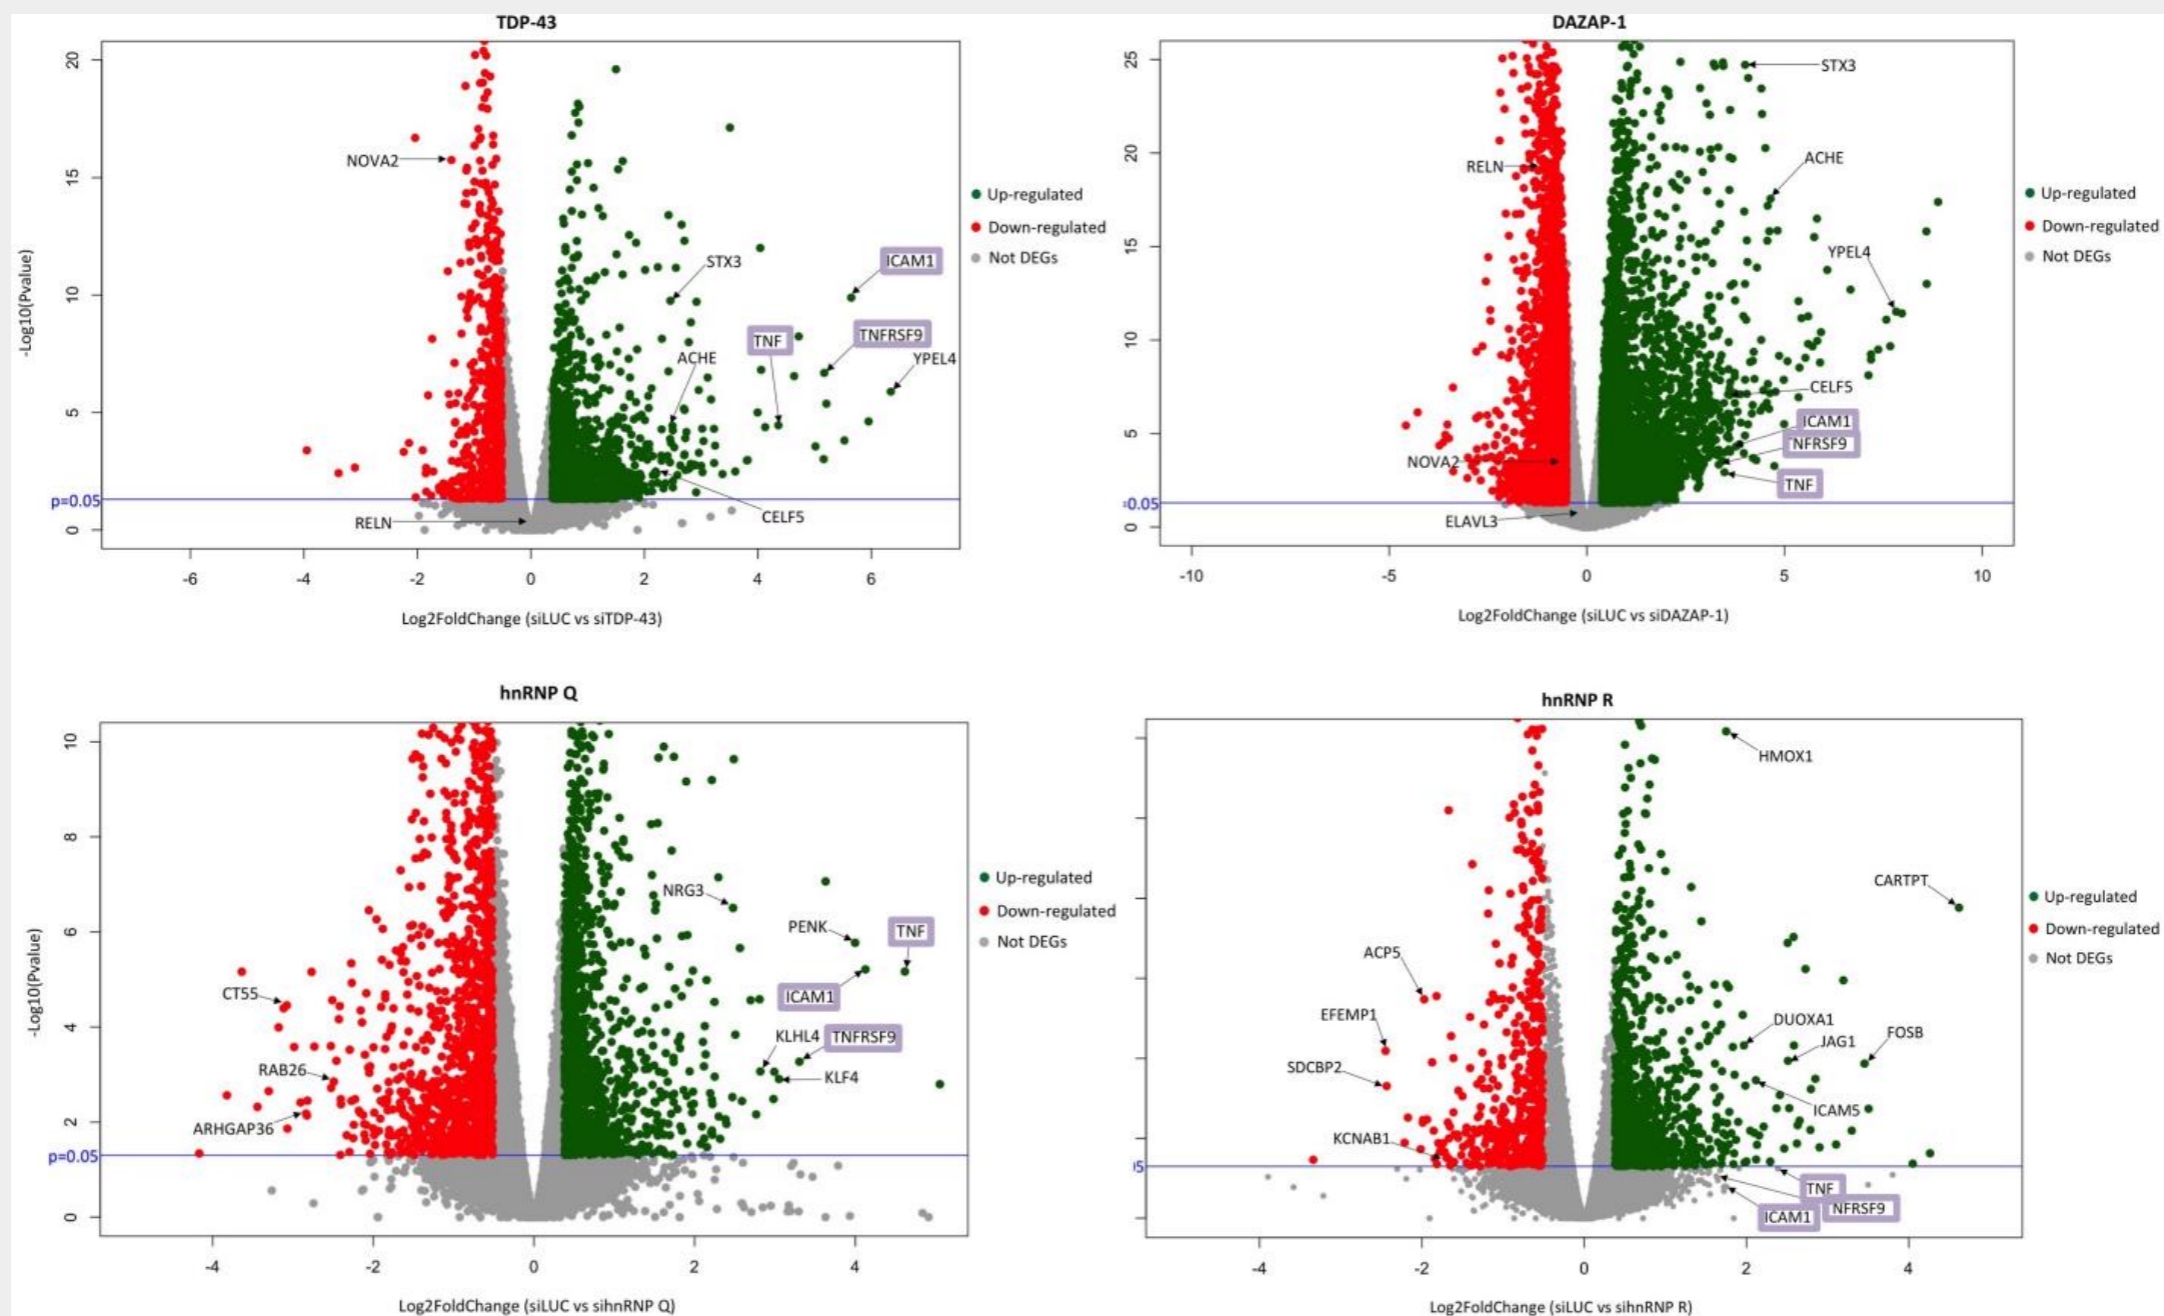 TDP-43
20
15
10
5
0
-Log10(Pvalue)
p=0.05
NOVA2
STX3
ICAM1
TNF
TNFRSF9
ACHE
YPEL4
CELF5
RELN
-6 -4 -2 0 2 4 6
Log2FoldChange (siLUC vs siTDP-43)
Up-regulated
Down-regulated
Not DEGs
DAZAP-1
25
20
15
10
5
0
=0.05
STX3
RELN
ACHE
YPEL4
CELF5
ICAM1
NFRSF9
NOVA2
TNF
ELAVL3
-10 -5 0 5 10
Log2FoldChange (siLUC vs siDAZAP-1)
Up-regulated
Down-regulated
Not DEGs
hnRNP Q
10
8
6
4
2
0
-Log10(Pvalue)
p=0.05
NRG3
PENK
TNF
ICAM1
CT55
KLHL4
TNFRSF9
RAB26
KLF4
ARHGAP36
-4 -2 0 2 4
Log2FoldChange (siLUC vs sihnRNP Q)
Up-regulated
Down-regulated
Not DEGs
hnRNP R
HMOX1
CARTPT
ACP5
EFEMP1
DUOXA1
FOSB
JAG1
SDCBP2
ICAM5
KCNAB1
05
TNF
NFRSF9
ICAM1
-4 -2 0 2 4
Log2FoldChange (siLUC vs sihnRNP R)
Up-regulated
Down-regulated
Not DEGs